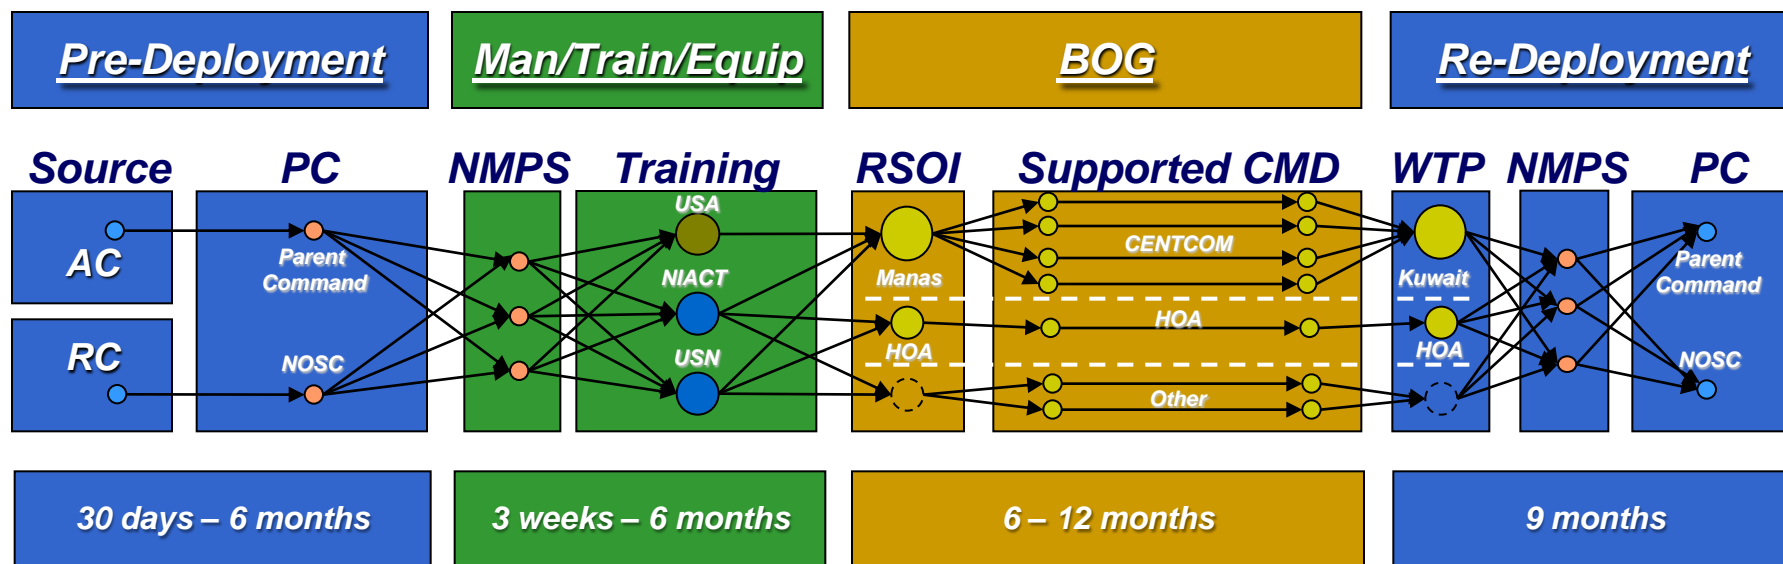 Pre-Deployment
Man/Train/Equip
BOG
Re-Deployment
Source
PC
NMPS
Training
RSOI
Supported CMD
WTP
NMPS
PC
AC
RC
Parent
Command
NOSC
USA
NIACT
USN
Manas
HOA
CENTCOM
HOA
Other
Kuwait
HOA
Parent
Command
NOSC
30 days – 6 months
3 weeks – 6 months
6 – 12 months
9 months